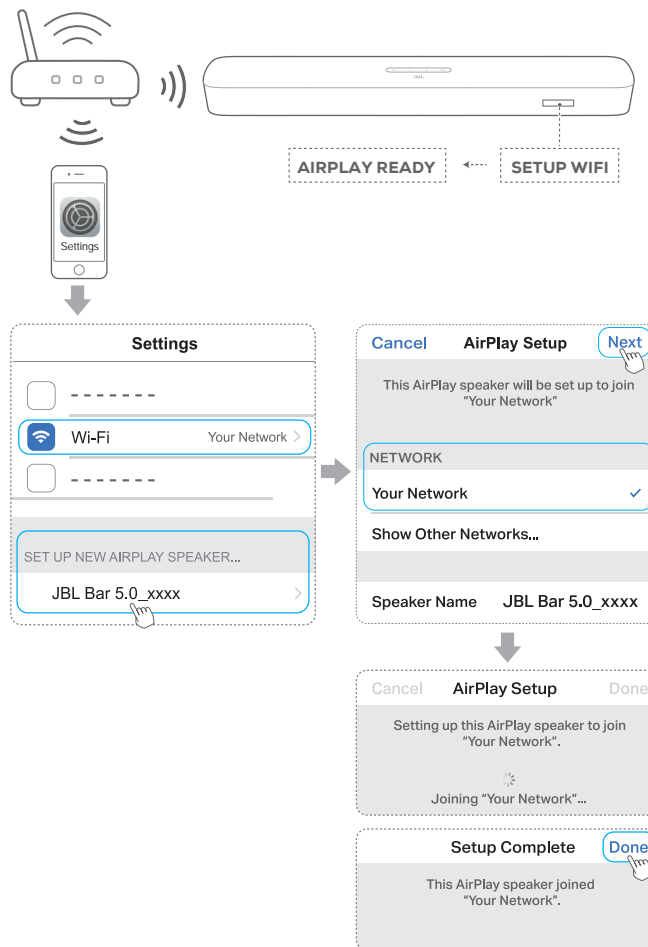 JBL
AIRPLAY READY
SETUP WIFI
Settings
Settings
Wi-Fi Your Network
SET UP NEW AIRPLAY SPEAKER...
JBL Bar 5.0_xxxx
Cancel AirPlay Setup Next
This AirPlay speaker will be set up to join
“Your Network”
NETWORK
Your Network
Show Other Networks...
Speaker Name JBL Bar 5.0_xxxx
Cancel AirPlay Setup Done
Setting up this AirPlay speaker to join
“Your Network”.
Joining “Your Network”...
Setup Complete Done
This AirPlay speaker joined
“Your Network”.